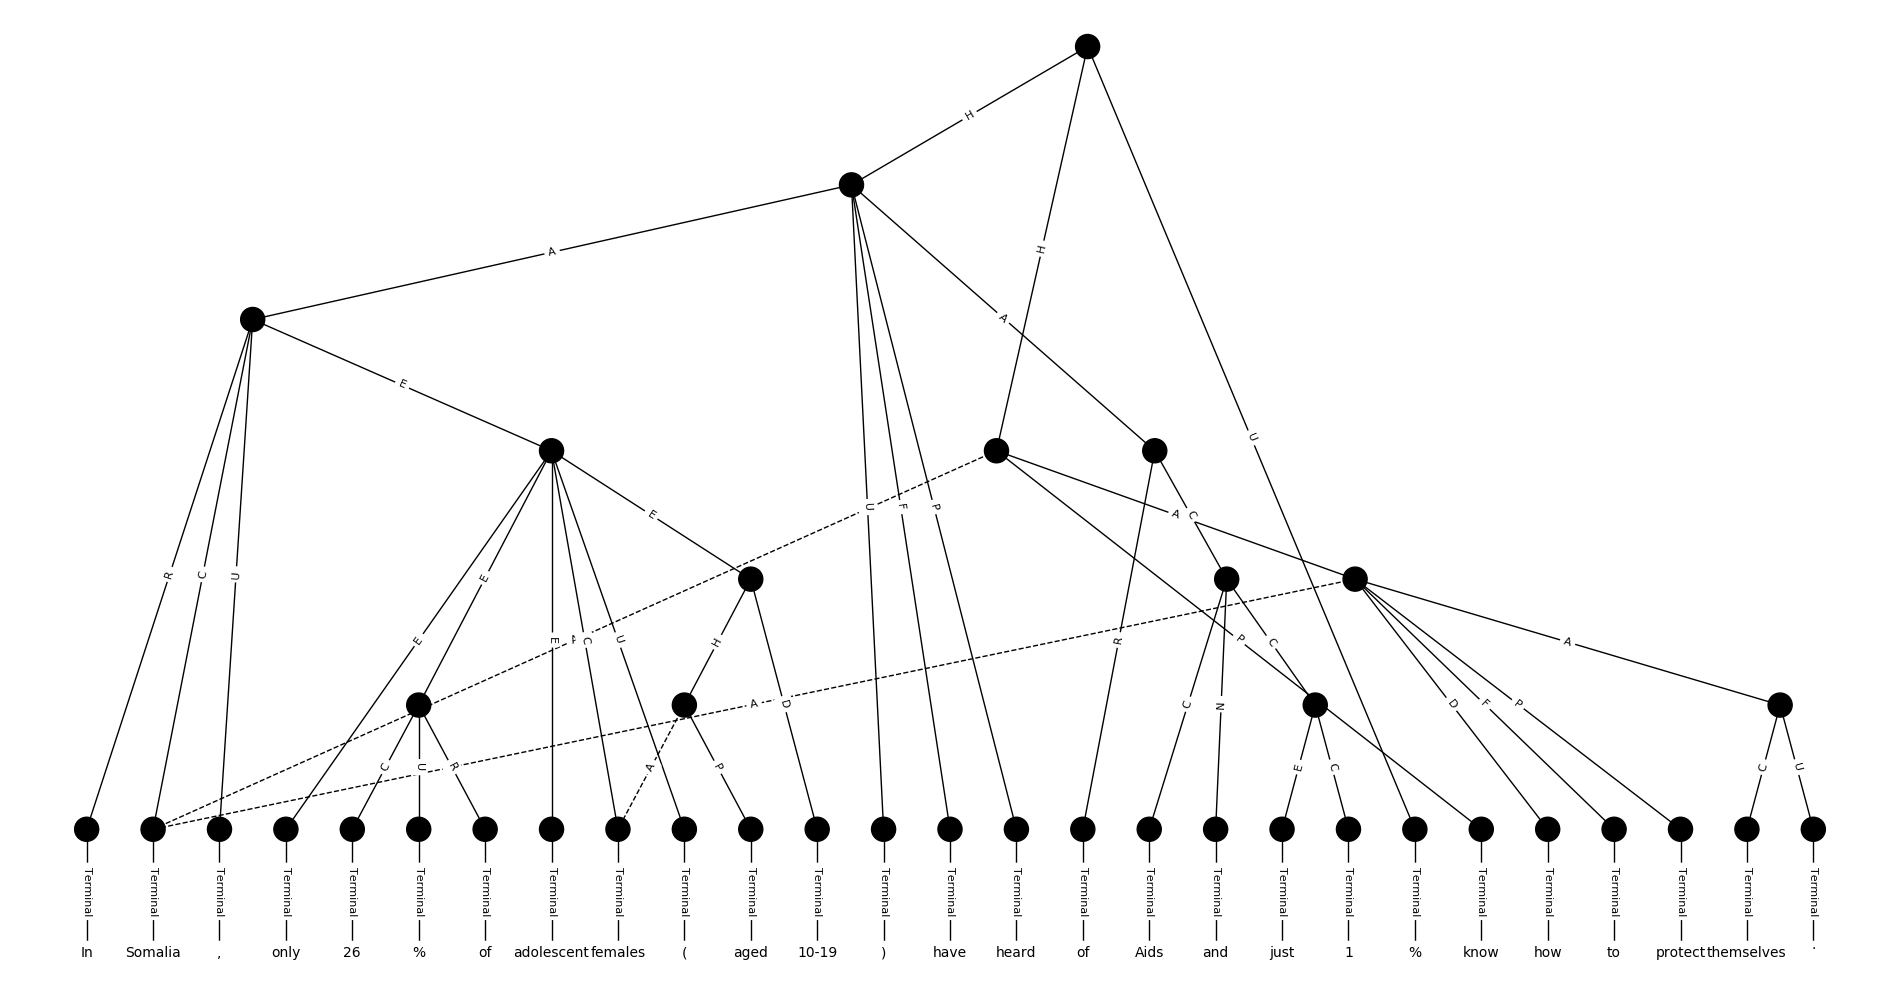 H
A
H
A
E
U
E
A
C
U
F
P
R
C
U
E
E
E
A
C
U
H
R
P
C
A
A
D
C
N
D
F
P
C
U
R
A
P
E
C
C
U
Terminal Terminal Terminal Terminal Terminal Terminal Terminal Terminal Terminal Terminal Terminal Terminal Terminal Terminal Terminal Terminal Terminal Terminal Terminal Terminal Terminal Terminal Terminal Terminal Terminal Terminal Terminal
In Somalia , only 26 % of adolescent females ( aged 10-19 ) have heard of Aids and just 1 % know how to protect themselves .